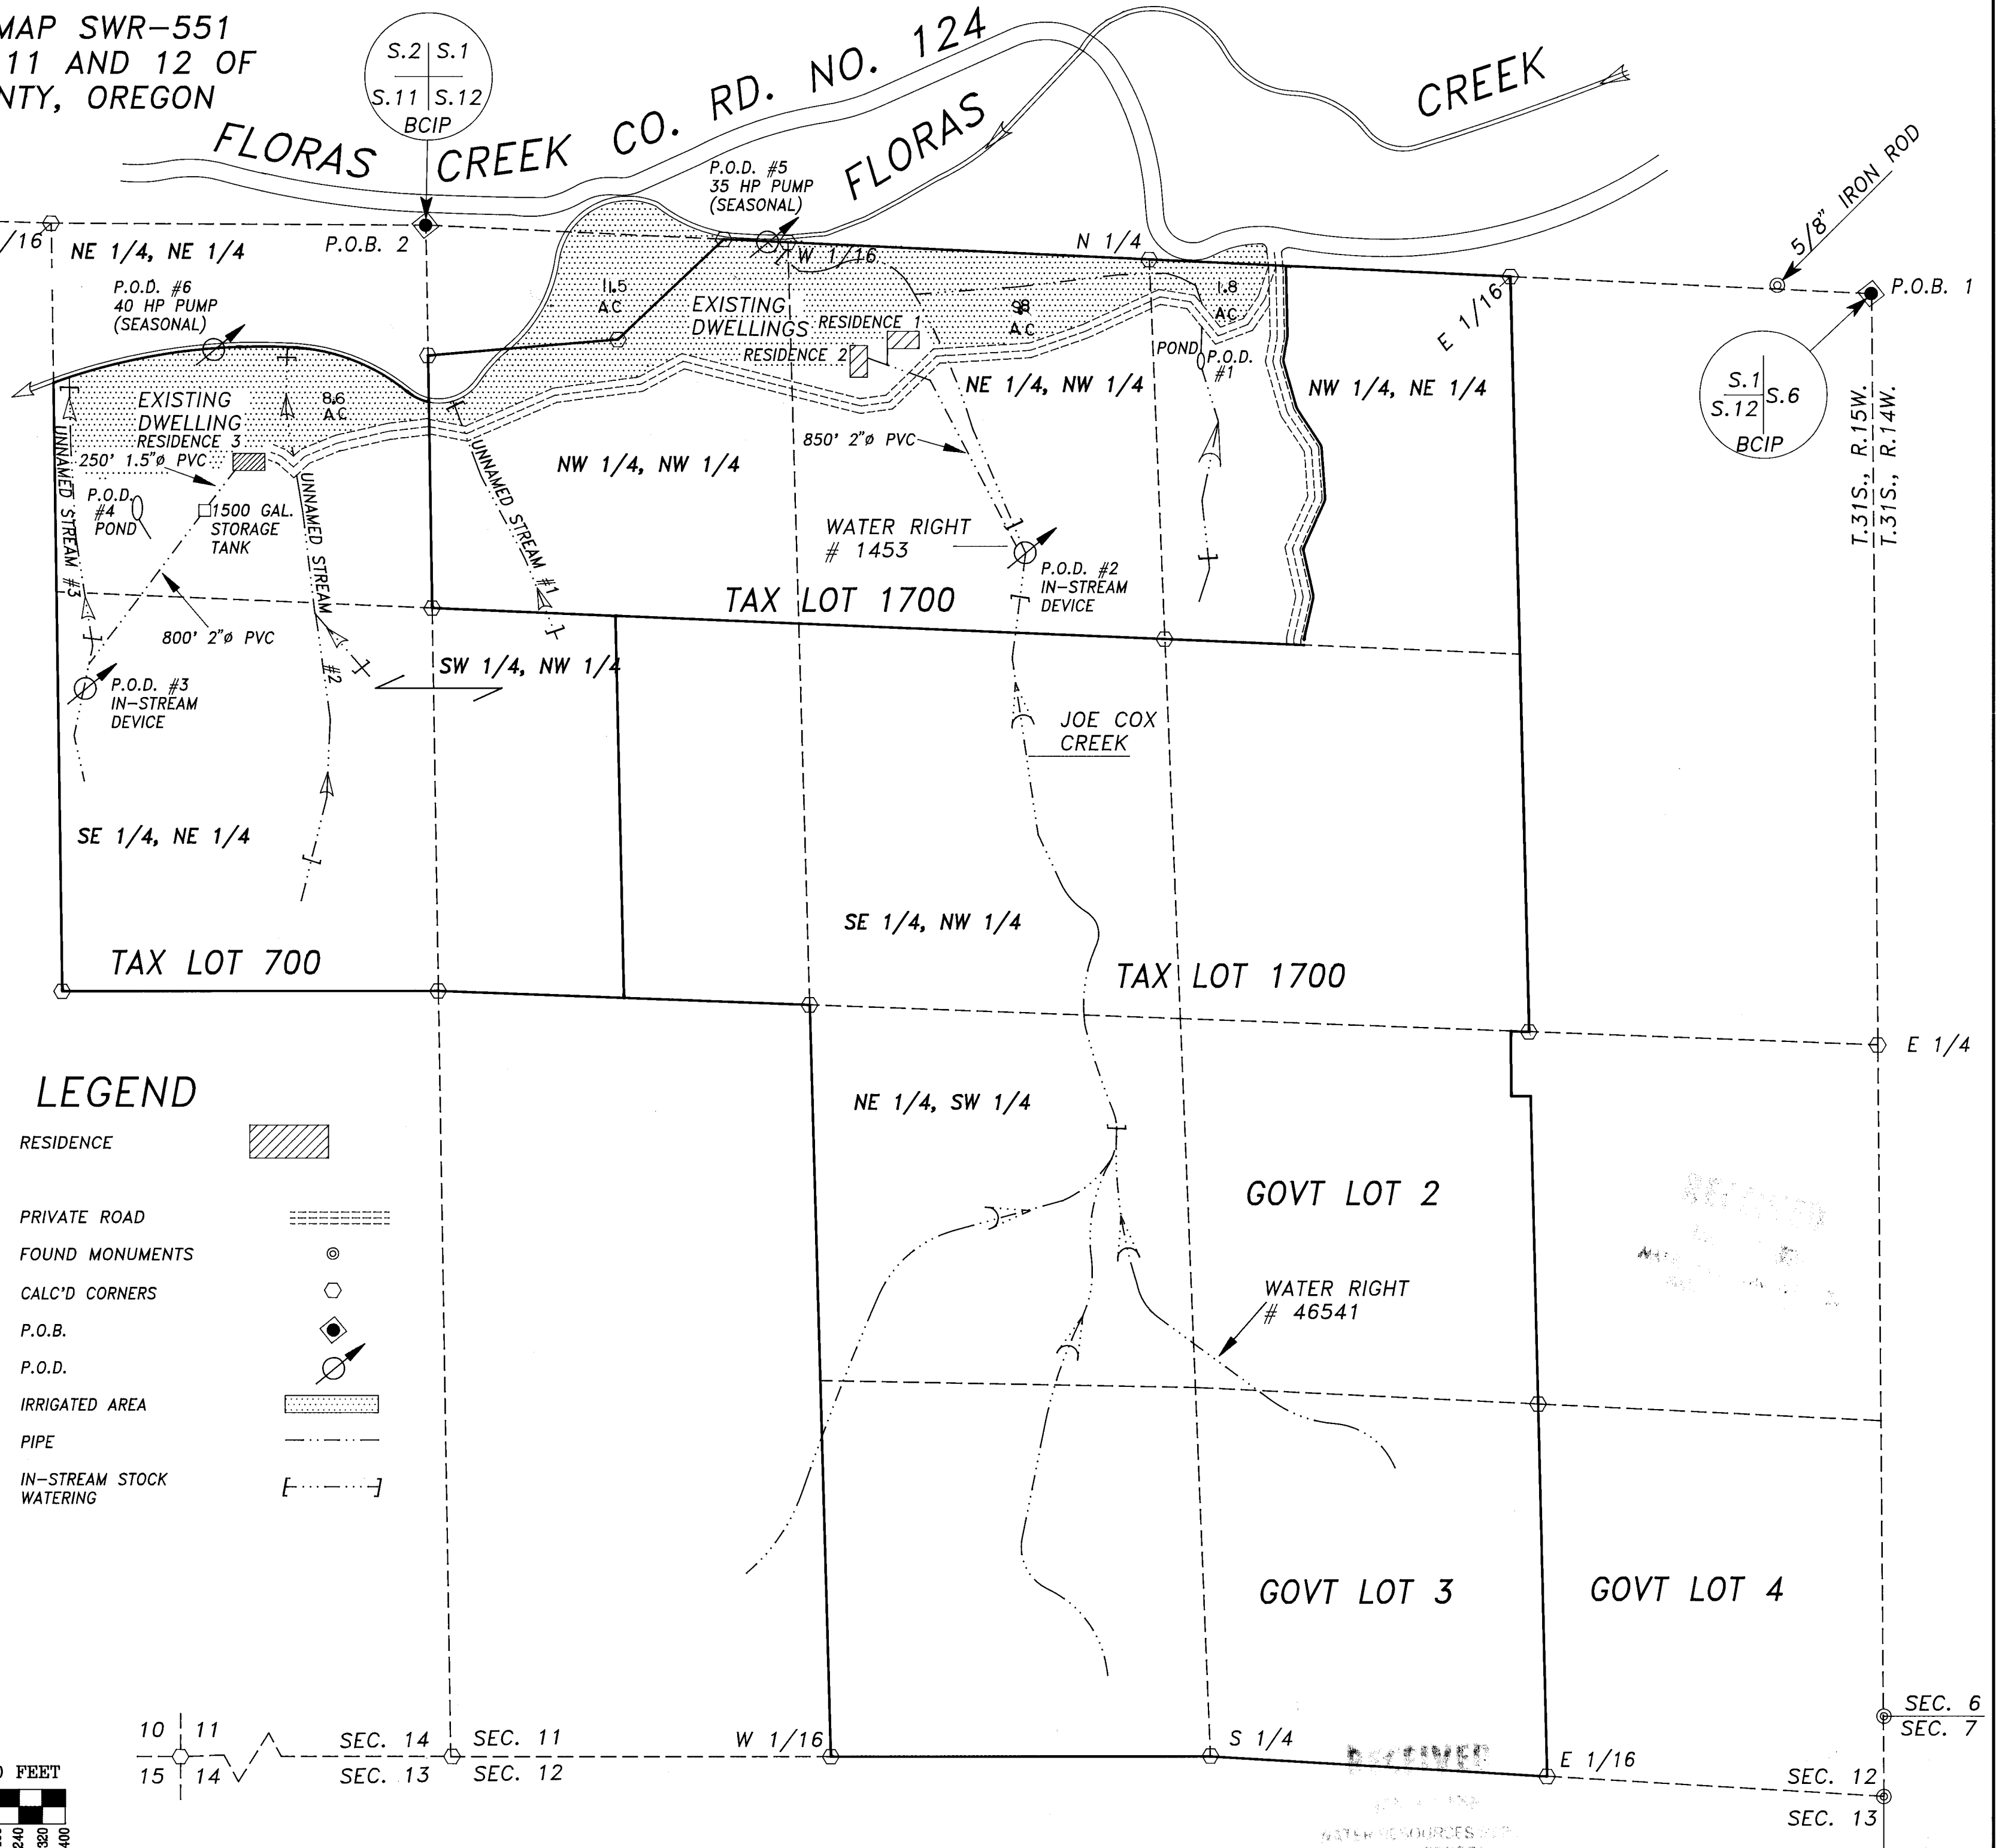 MAP SWR-551
11 AND 12 OF
NTY, OREGON
S.2 S.1
S.11 S.12
BCIP
FLORAS CREEK CO. RD. NO. 124
FLORAS CREEK
5/8" IRON ROD
P.O.D. #5
35 HP PUMP
(SEASONAL)
/16
NE 1/4, NE 1/4
P.O.B. 2
W 1/16
N 1/4
E 1/16
P.O.B. 1
S.1
S.12 S.6
BCIP
T.31S., R.15W.
T.31S., R.14W.
P.O.D. #6
40 HP PUMP
(SEASONAL)
11.5
A.C
EXISTING
DWELLINGS
RESIDENCE 1
RESIDENCE 2
A.C
1.8
A.C
POND
P.O.D.
#1
NE 1/4, NW 1/4
NW 1/4, NE 1/4
EXISTING
DWELLING
RESIDENCE 3
8.6
A.C
250' 1.5"ø PVC
P.O.D.
#4
POND
1500 GAL.
STORAGE
TANK
UNNAMED STREAM #3
UNNAMED STREAM #2
UNNAMED STREAM #1
NW 1/4, NW 1/4
850' 2"ø PVC
WATER RIGHT
# 1453
P.O.D. #2
IN-STREAM
DEVICE
TAX LOT 1700
800' 2"ø PVC
SW 1/4, NW 1/4
P.O.D. #3
IN-STREAM
DEVICE
JOE COX
CREEK
SE 1/4, NE 1/4
SE 1/4, NW 1/4
TAX LOT 700
TAX LOT 1700
E 1/4
LEGEND
RESIDENCE
PRIVATE ROAD
FOUND MONUMENTS
CALC'D CORNERS
P.O.B.
P.O.D.
IRRIGATED AREA
PIPE
IN-STREAM STOCK
WATERING
NE 1/4, SW 1/4
GOVT LOT 2
WATER RIGHT
# 46541
GOVT LOT 3
GOVT LOT 4
RECEIVED
RECEIVED
WATER RESOURCES
10 11
15 14
SEC. 14 SEC. 11
SEC. 13 SEC. 12
W 1/16
S 1/4
E 1/16
SEC. 6
SEC. 7
SEC. 12
SEC. 13
FEET
240
320
400